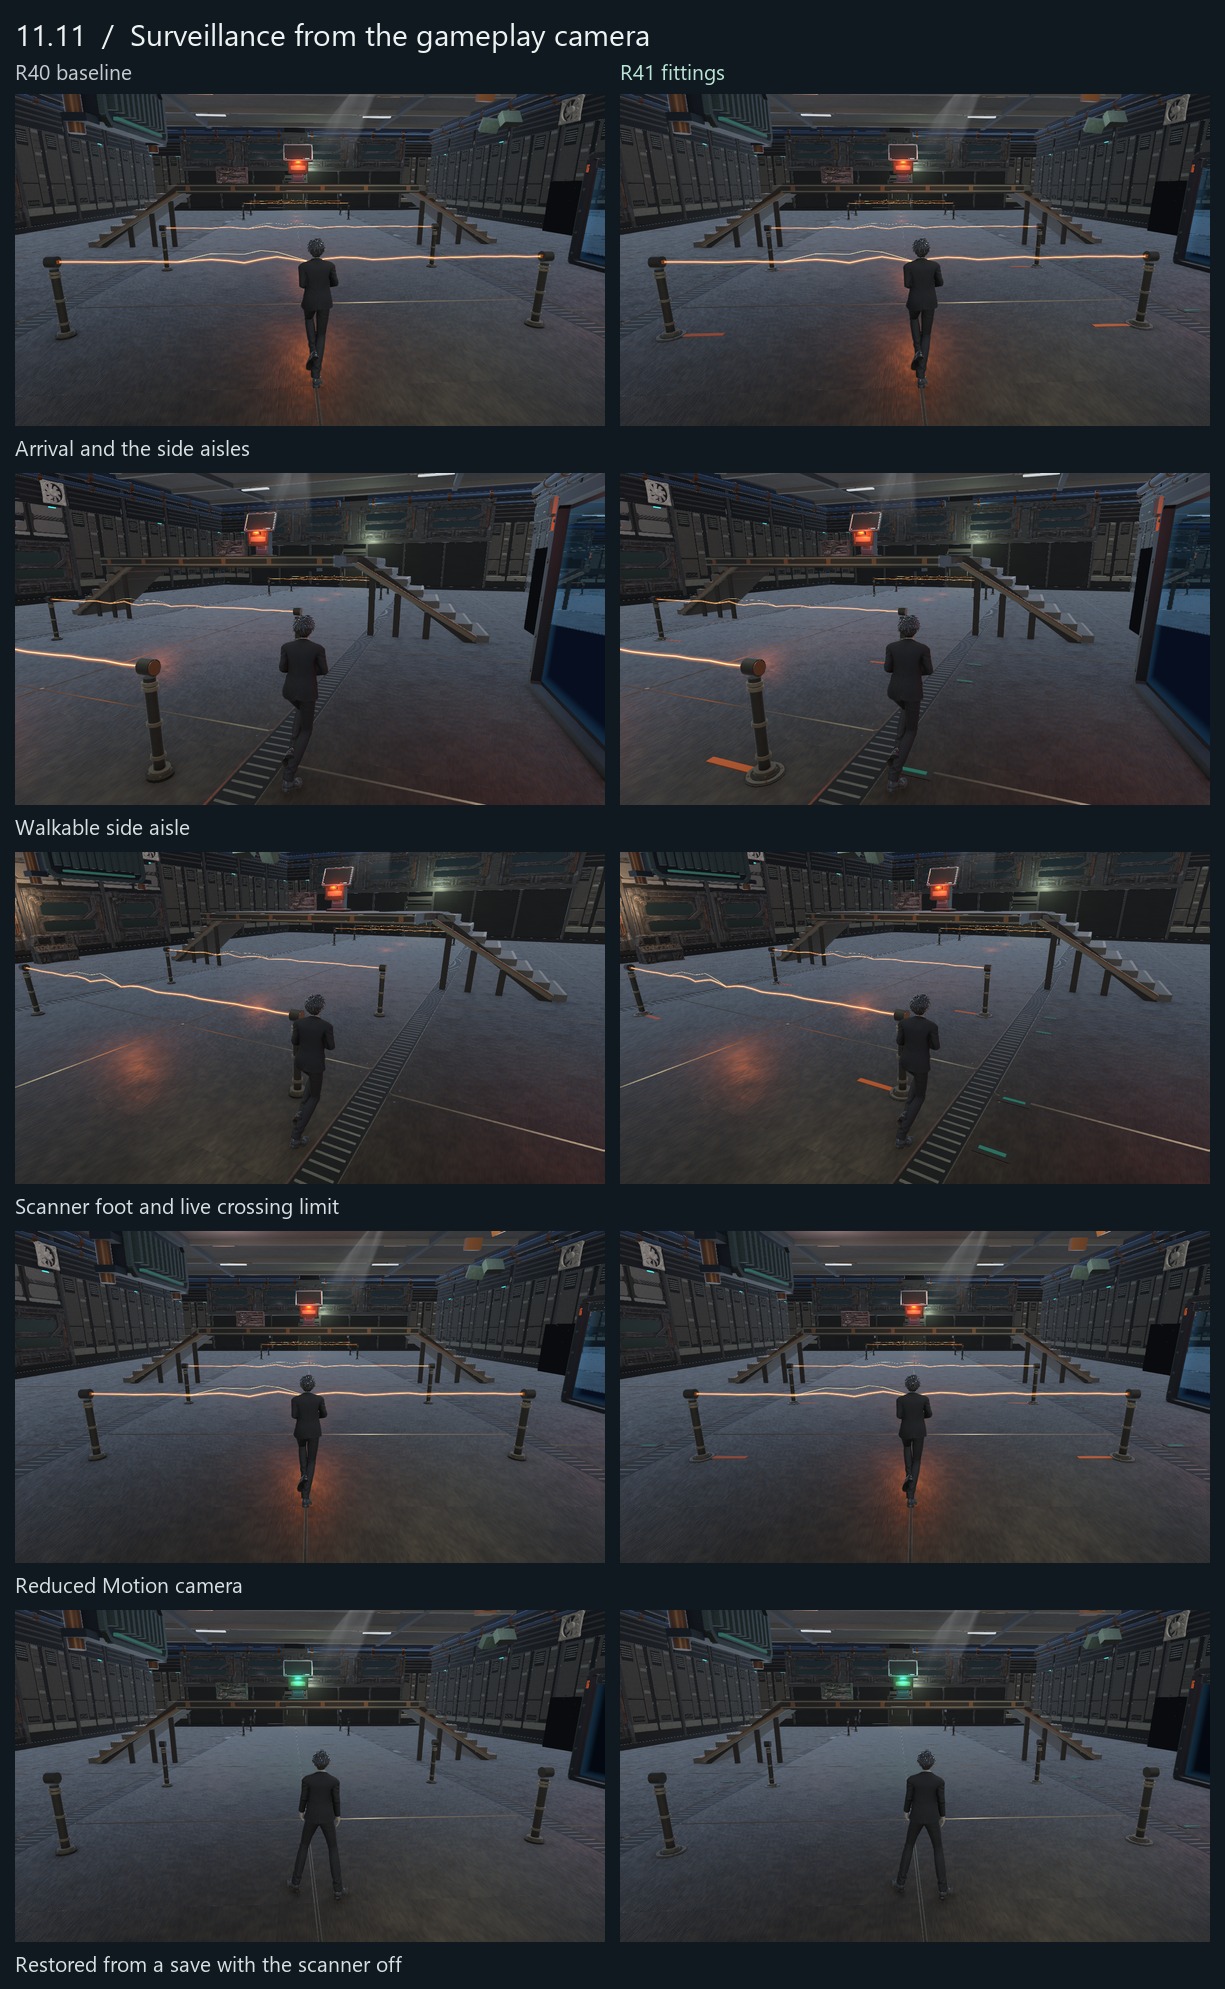 11.11 / Surveillance from the gameplay camera
R40 baseline
R41 fittings
Arrival and the side aisles
Walkable side aisle
Scanner foot and live crossing limit
Reduced Motion camera
Restored from a save with the scanner off